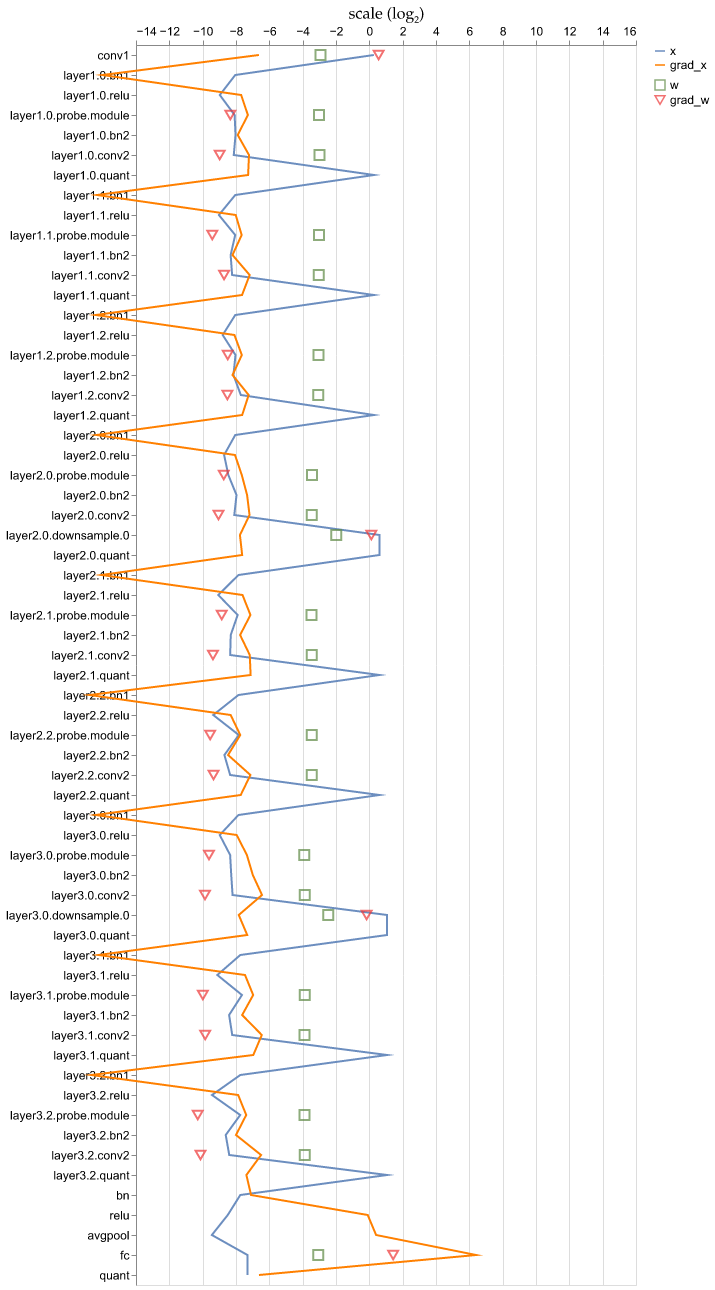 scale (log₂)
−14 −12 −10 −8 −6 −4 −2 0 2 4 6 8 10 12 14 16
x
grad_x
w
grad_w
conv1
layer1.0.bn1
layer1.0.relu
layer1.0.probe.module
layer1.0.bn2
layer1.0.conv2
layer1.0.quant
layer1.1.bn1
layer1.1.relu
layer1.1.probe.module
layer1.1.bn2
layer1.1.conv2
layer1.1.quant
layer1.2.bn1
layer1.2.relu
layer1.2.probe.module
layer1.2.bn2
layer1.2.conv2
layer1.2.quant
layer2.0.bn1
layer2.0.relu
layer2.0.probe.module
layer2.0.bn2
layer2.0.conv2
layer2.0.downsample.0
layer2.0.quant
layer2.1.bn1
layer2.1.relu
layer2.1.probe.module
layer2.1.bn2
layer2.1.conv2
layer2.1.quant
layer2.2.bn1
layer2.2.relu
layer2.2.probe.module
layer2.2.bn2
layer2.2.conv2
layer2.2.quant
layer3.0.bn1
layer3.0.relu
layer3.0.probe.module
layer3.0.bn2
layer3.0.conv2
layer3.0.downsample.0
layer3.0.quant
layer3.1.bn1
layer3.1.relu
layer3.1.probe.module
layer3.1.bn2
layer3.1.conv2
layer3.1.quant
layer3.2.bn1
layer3.2.relu
layer3.2.probe.module
layer3.2.bn2
layer3.2.conv2
layer3.2.quant
bn
relu
avgpool
fc
quant